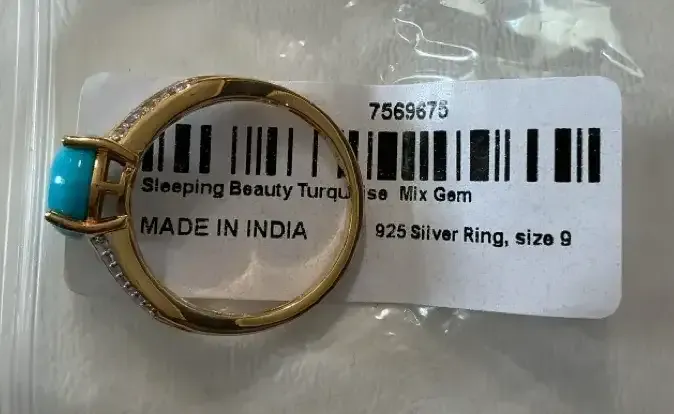 7569675
Sleeping Beauty Turquoise Mix Gem
MADE IN INDIA
925 Silver Ring, size 9